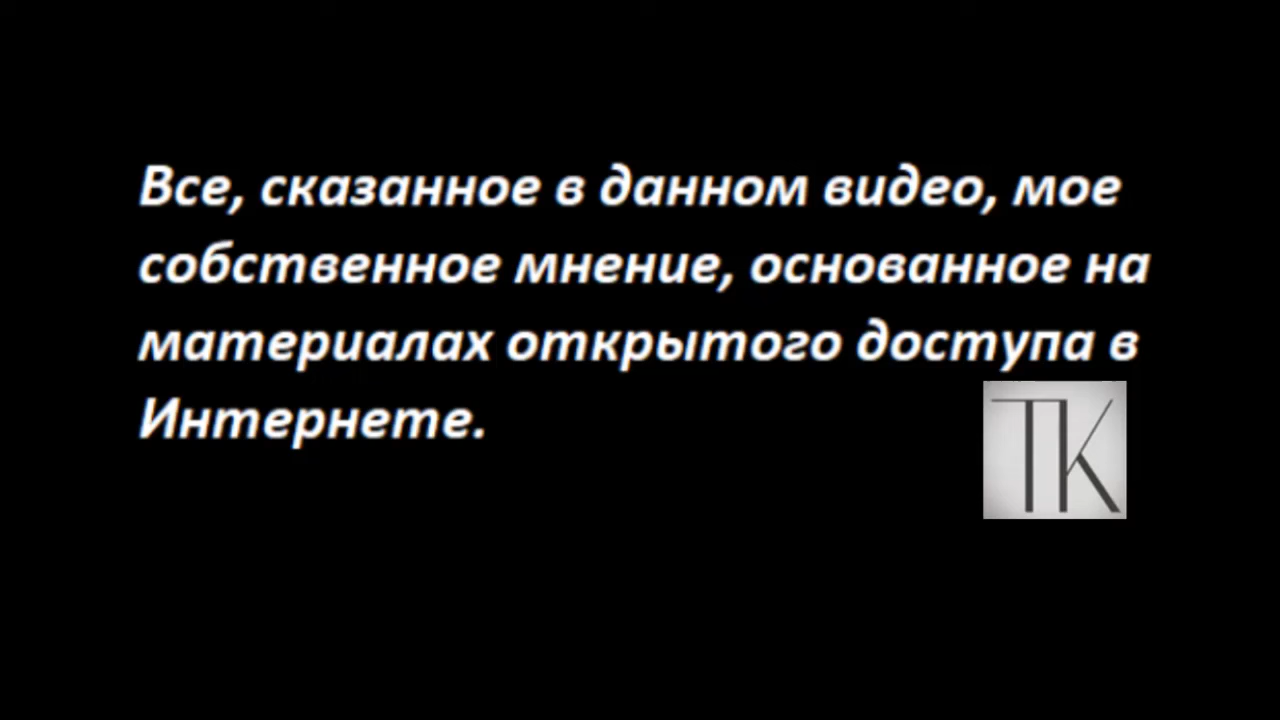 Все, сказанное в данном видео, мое
собственное мнение, основанное на
материалах открытого доступа в
Интернете.
TK